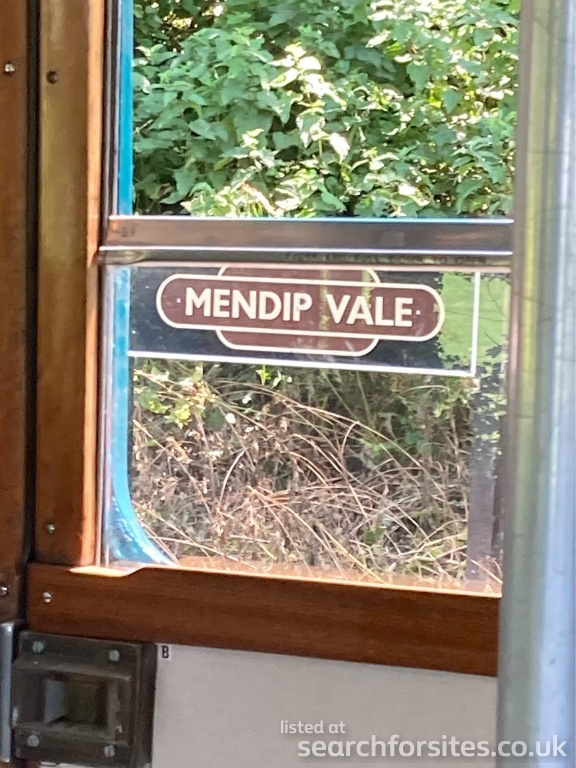 ·MENDIP VALE·
B
listed at
searchforsites.co.uk